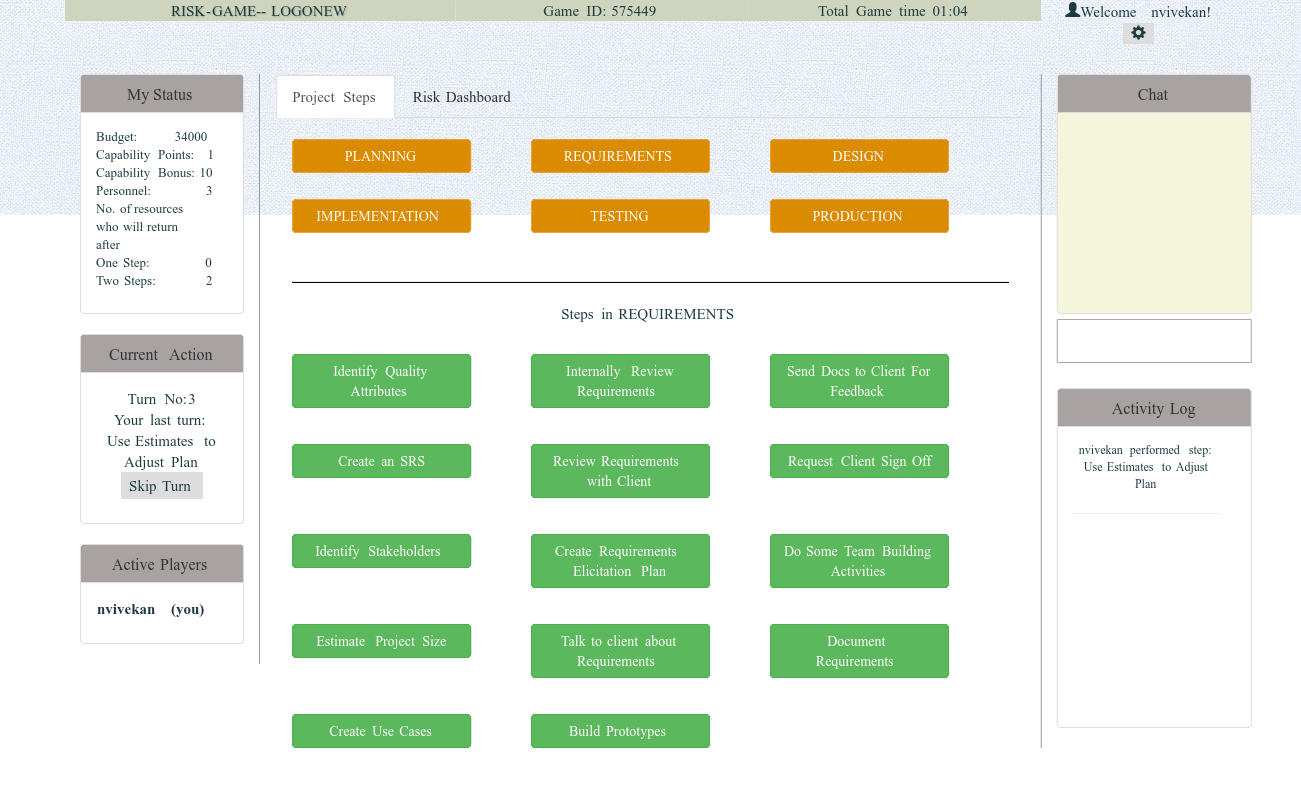 RISK-GAME-- LOGONEW Game ID: 575449 Total Game time 01:04 Welcome nvivekan!
My Status
Budget: 34000
Capability Points: 1
Capability Bonus: 10
Personnel: 3
No. of resources
who will return
after
One Step: 0
Two Steps: 2
Current Action
Turn No:3
Your last turn:
Use Estimates to
Adjust Plan
Skip Turn
Active Players
nvivekan (you)
Project Steps Risk Dashboard
PLANNING REQUIREMENTS DESIGN
IMPLEMENTATION TESTING PRODUCTION
Steps in REQUIREMENTS
Identify Quality
Attributes
Internally Review
Requirements
Send Docs to Client For
Feedback
Create an SRS
Review Requirements
with Client
Request Client Sign Off
Identify Stakeholders
Create Requirements
Elicitation Plan
Do Some Team Building
Activities
Estimate Project Size
Talk to client about
Requirements
Document
Requirements
Create Use Cases
Build Prototypes
Chat
Activity Log
nvivekan performed step:
Use Estimates to Adjust
Plan